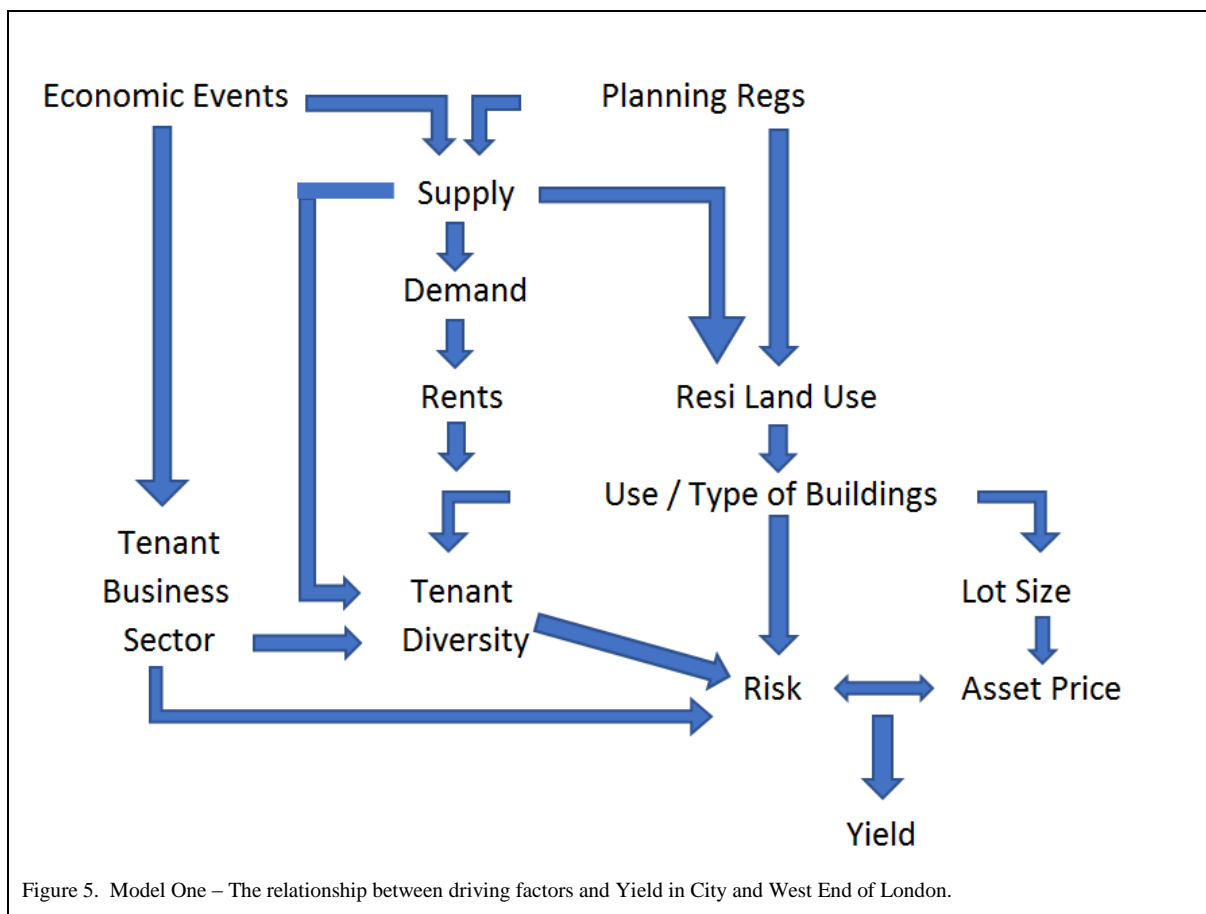 Economic Events
Planning Regs
Supply
Demand
Rents
Resi Land Use
Use / Type of Buildings
Tenant
Business
Sector
Tenant
Diversity
Lot Size
Risk
Asset Price
Yield
Figure 5. Model One – The relationship between driving factors and Yield in City and West End of London.